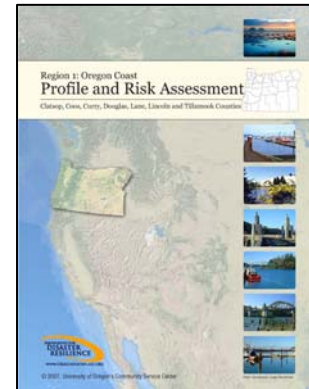 Region 1: Oregon Coast
Profile and Risk Assessment
Clatsop, Coos, Curry, Douglas, Lane, Lincoln and Tillamook Counties
DISASTER
RESILIENCE
© 2007, University of Oregon's Community Service Center